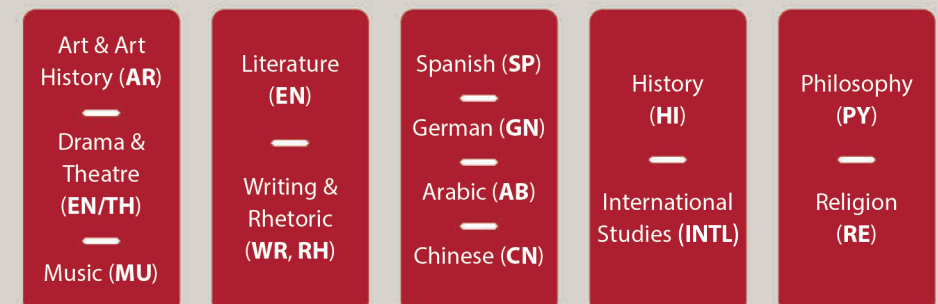 Art & Art
History (AR)
Drama &
Theatre
(EN/TH)
Music (MU)
Literature
(EN)
Writing &
Rhetoric
(WR, RH)
Spanish (SP)
German (GN)
Arabic (AB)
Chinese (CN)
History
(HI)
International
Studies (INTL)
Philosophy
(PY)
Religion
(RE)